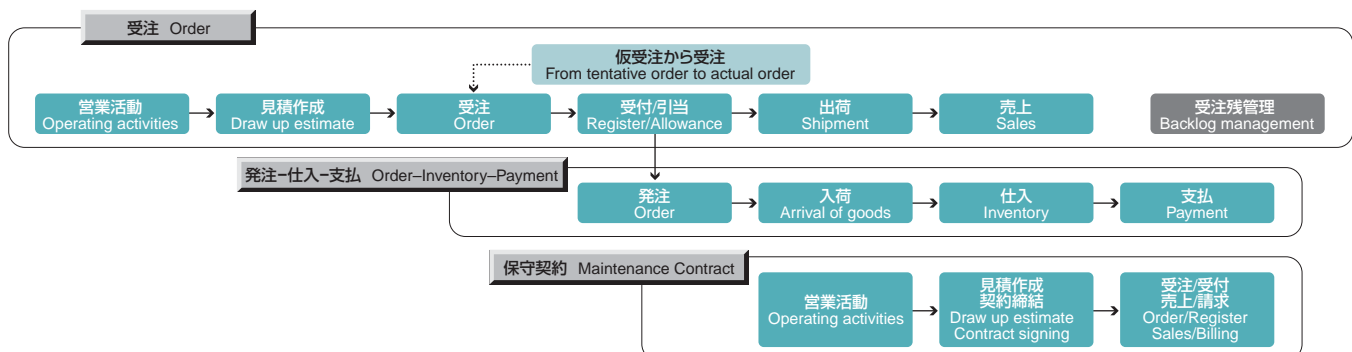 受注 Order
仮受注から受注
From tentative order to actual order
営業活動
Operating activities
見積作成
Draw up estimate
受注
Order
受付/引当
Register/Allowance
出荷
Shipment
売上
Sales
受注残管理
Backlog management
発注−仕入−支払 Order–Inventory–Payment
発注
Order
入荷
Arrival of goods
仕入
Inventory
支払
Payment
保守契約 Maintenance Contract
営業活動
Operating activities
見積作成
契約締結
Draw up estimate
Contract signing
受注/受付
売上/請求
Order/Register
Sales/Billing